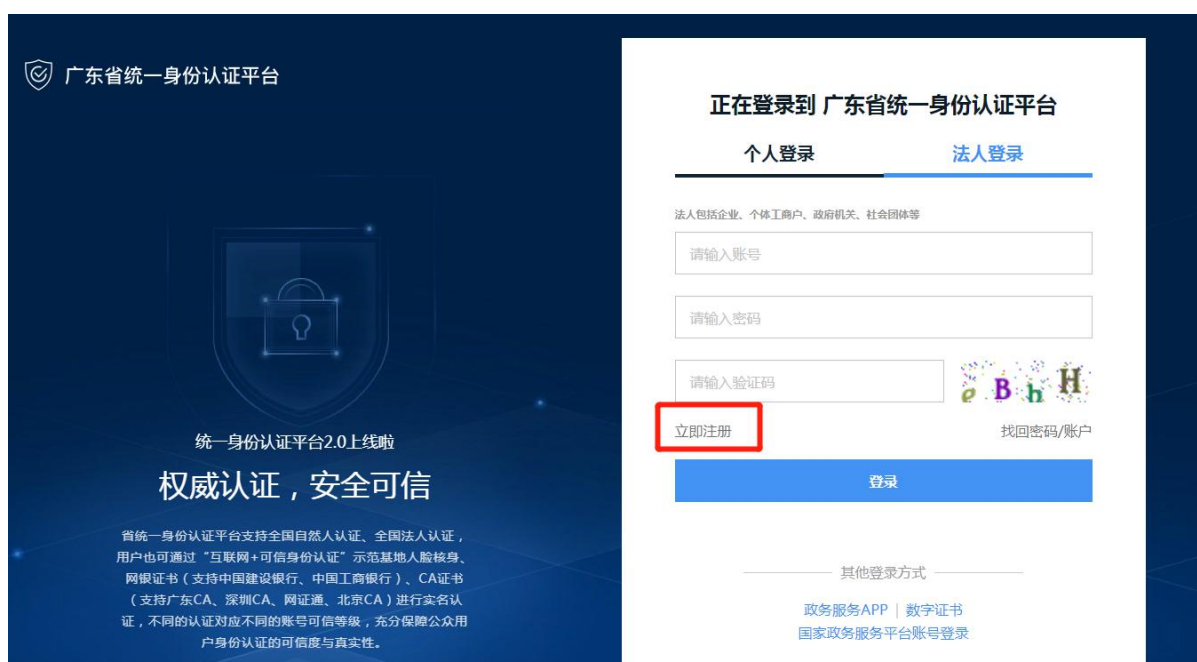 广东省统一身份认证平台
统一身份认证平台2.0上线啦
权威认证，安全可信
省统一身份认证平台支持全国自然人认证、全国法人认证，
用户也可通过“互联网+可信身份认证”示范基地人脸核身、
网银证书（支持中国建设银行、中国工商银行）、CA证书
（支持广东CA、深圳CA、网证通、北京CA）进行实名认
证，不同的认证对应不同的账号可信等级，充分保障公众用
户身份认证的可信度与真实性。
正在登录到 广东省统一身份认证平台
个人登录 法人登录
法人包括企业、个体工商户、政府机关、社会团体等
请输入账号
请输入密码
请输入验证码 e B h H
立即注册 找回密码/账户
登录
其他登录方式
政务服务APP | 数字证书
国家政务服务平台账号登录